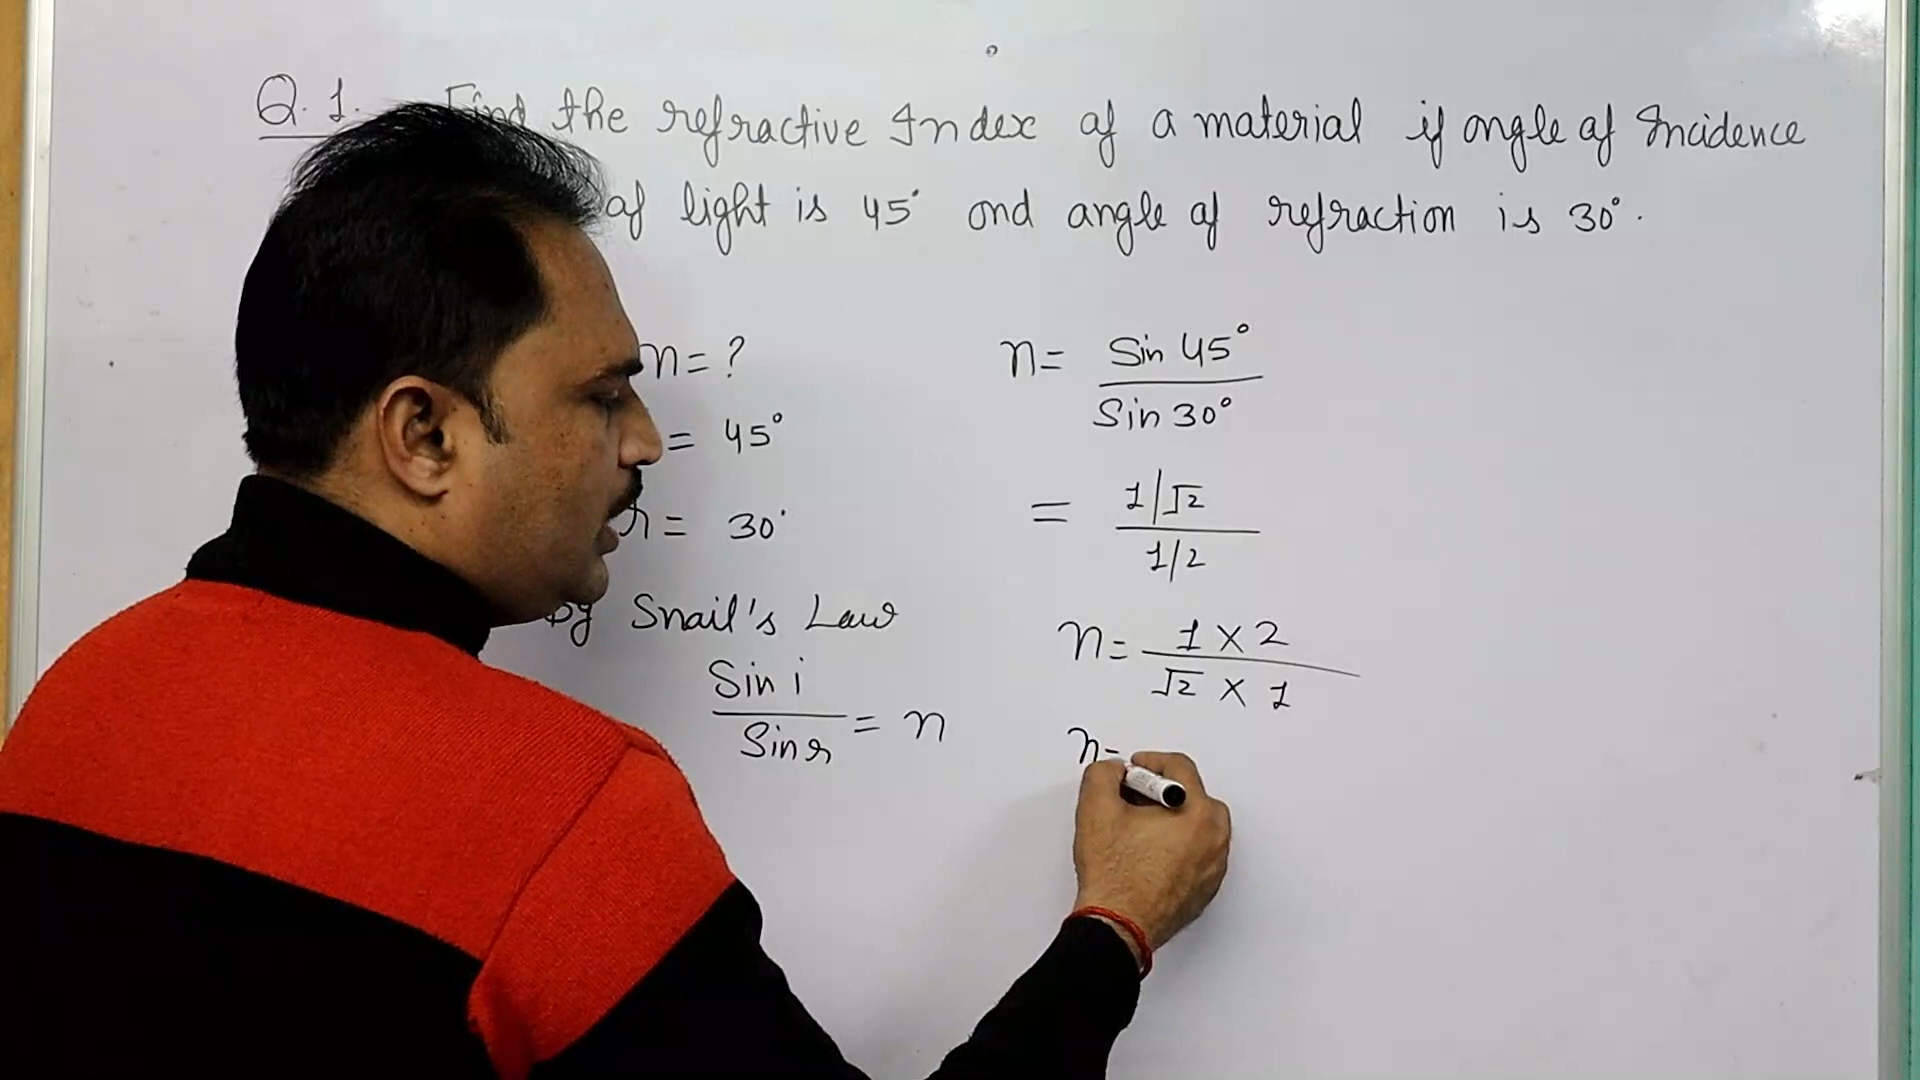 Q.1. Find the refractive Index of a material if angle of Incidence
of light is 45° and angle of refraction is 30°.
n = ?
= 45°
r = 30°
By Snail's Law
Sin i
Sin r
= n
n = Sin 45°
Sin 30°
= 1/√2
1/2
n = 1 × 2
√2 × 1
n =